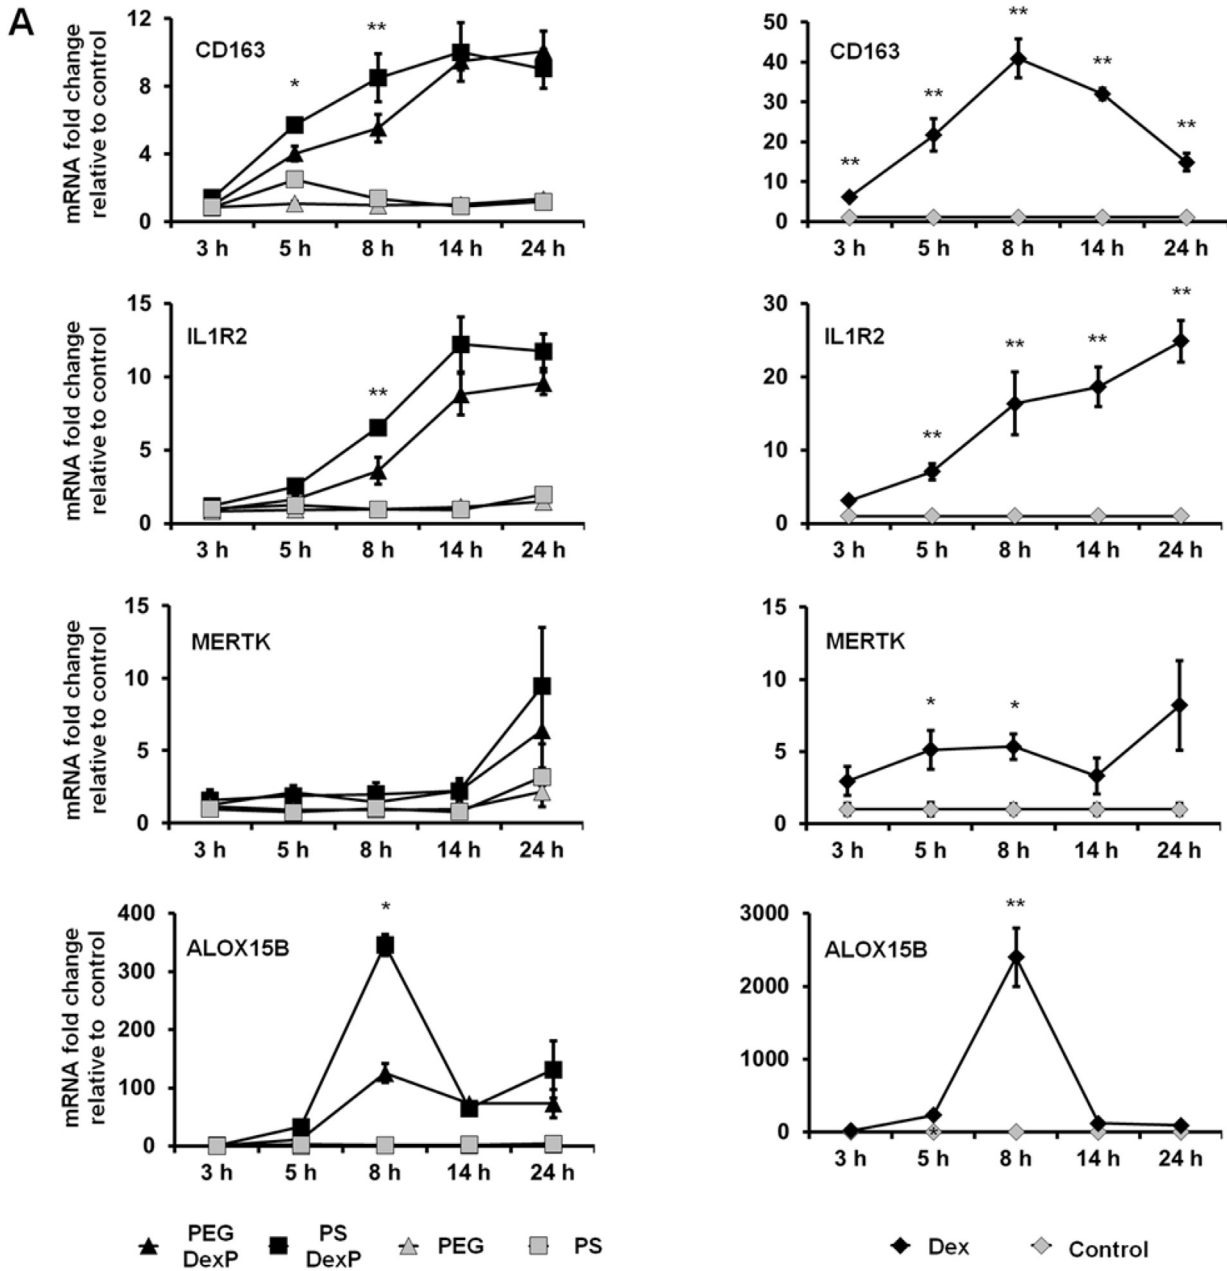 A
mRNA fold change
relative to control
12
8
4
0
CD163
*
**
3 h 5 h 8 h 14 h 24 h
50
40
30
20
10
0
CD163
**
**
**
**
**
3 h 5 h 8 h 14 h 24 h
mRNA fold change
relative to control
15
10
5
0
IL1R2
**
3 h 5 h 8 h 14 h 24 h
30
20
10
0
IL1R2
**
**
**
**
3 h 5 h 8 h 14 h 24 h
mRNA fold change
relative to control
15
10
5
0
MERTK
3 h 5 h 8 h 14 h 24 h
15
10
5
0
MERTK
*
*
3 h 5 h 8 h 14 h 24 h
mRNA fold change
relative to control
400
300
200
100
0
ALOX15B
*
3 h 5 h 8 h 14 h 24 h
3000
2000
1000
0
ALOX15B
**
*
3 h 5 h 8 h 14 h 24 h
PEG
DexP
PS
DexP
PEG
PS
Dex
Control